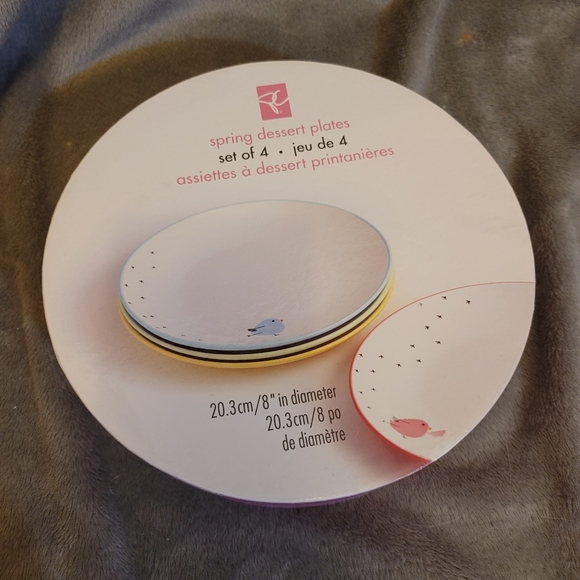 spring dessert plates
set of 4 • jeu de 4
assiettes à dessert printanières
20.3cm/8" in diameter
20.3cm/8 po
de diamètre